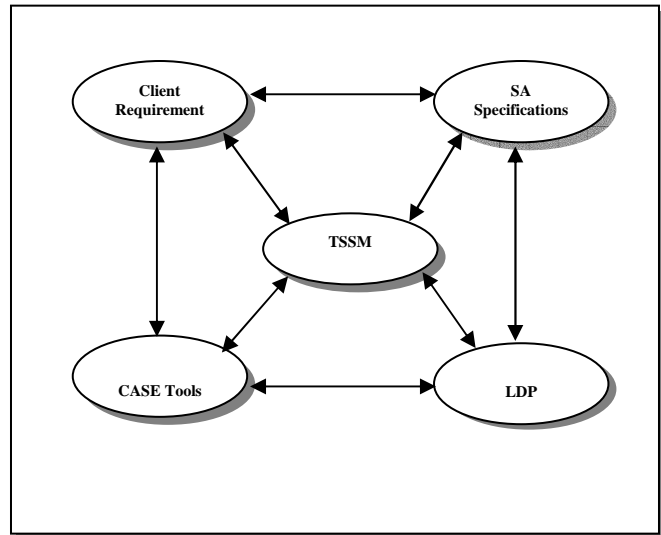 Client
Requirement
SA
Specifications
TSSM
CASE Tools
LDP